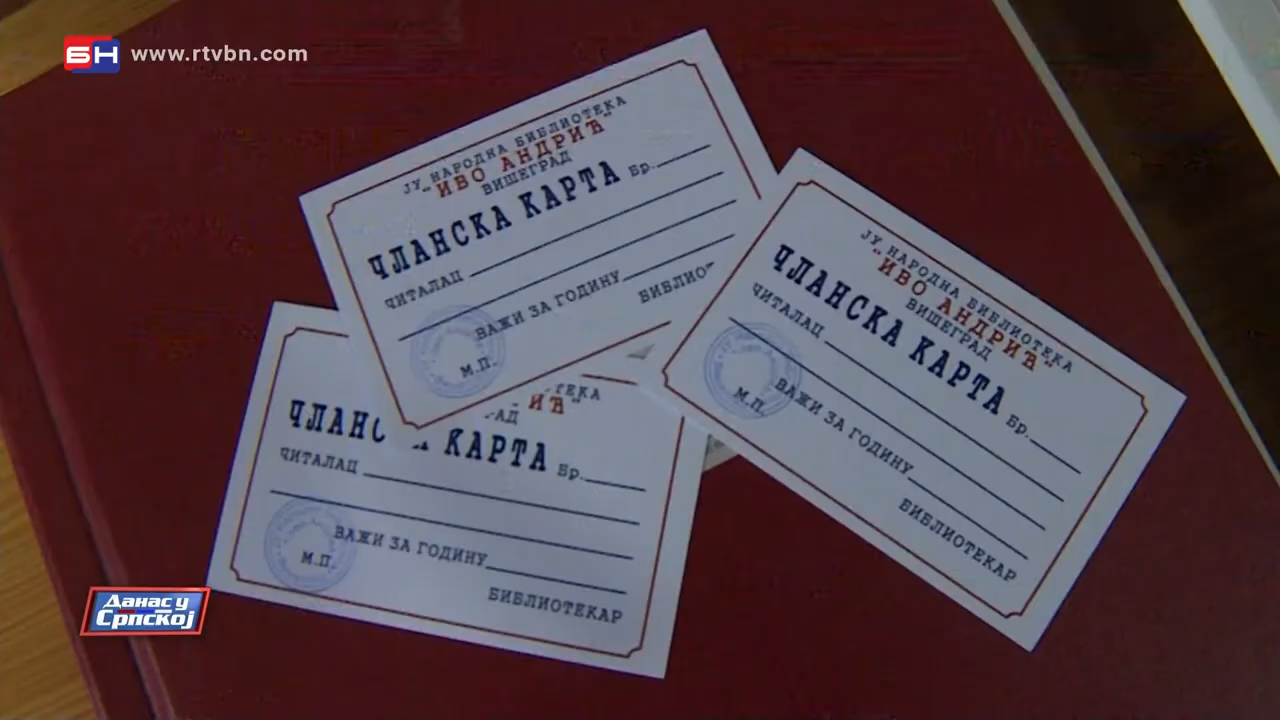 БН www.rtvbn.com
ЈУ НАРОДНА БИБЛИОТЕКА
"ИВО АНДРИЋ"
ВИШЕГРАД
ЧЛАНСКА КАРТА Бр.
ЧИТАЛАЦ
ВАЖИ ЗА ГОДИНУ
М.П.
ЈУ НАРОДНА БИБЛИОТЕКА
"ИВО АНДРИЋ"
ВИШЕГРАД
ЧЛАНСКА КАРТА Бр.
ЧИТАЛАЦ
ВАЖИ ЗА ГОДИНУ
М.П.
БИБЛИОТЕКАР
КАРТА Бр.
ЧИТАЛАЦ
ВАЖИ ЗА ГОДИНУ
М.П.
БИБЛИОТЕКАР
Данас у
Српској